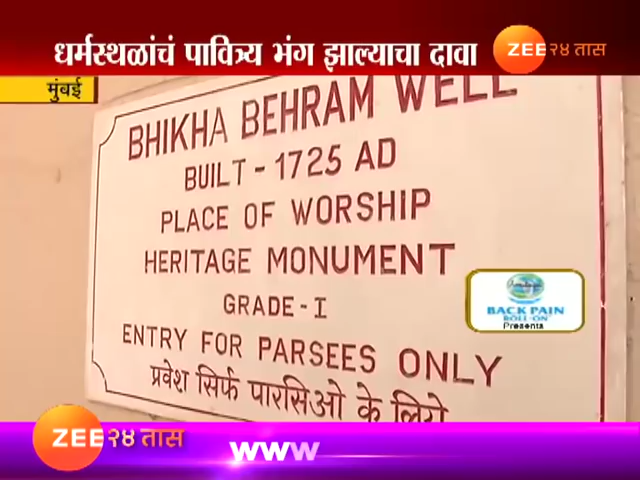 धर्मस्थळांचं पावित्र्य भंग झाल्याचा दावा
ZEE २४ तास
मुंबई
BHIKHA BEHRAM WELL
BUILT - 1725 AD
PLACE OF WORSHIP
HERITAGE MONUMENT
GRADE - I
ENTRY FOR PARSEES ONLY
प्रवेश सिर्फ पारसिओ के लिये
BACK PAIN
ROLL-ON
Presents
ZEE २४ तास
WWW